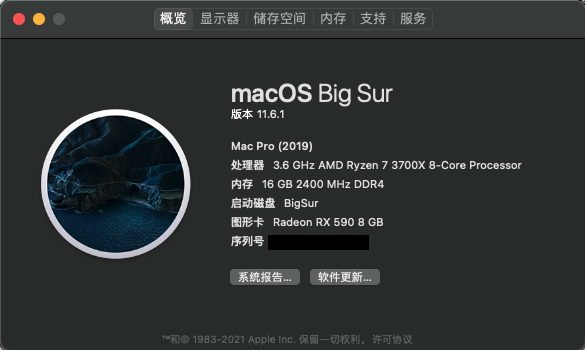 概览 显示器 储存空间 内存 支持 服务
macOS Big Sur
版本 11.6.1
Mac Pro (2019)
处理器 3.6 GHz AMD Ryzen 7 3700X 8-Core Processor
内存 16 GB 2400 MHz DDR4
启动磁盘 BigSur
图形卡 Radeon RX 590 8 GB
序列号
系统报告... 软件更新...
™和© 1983-2021 Apple Inc. 保留一切权利。许可协议